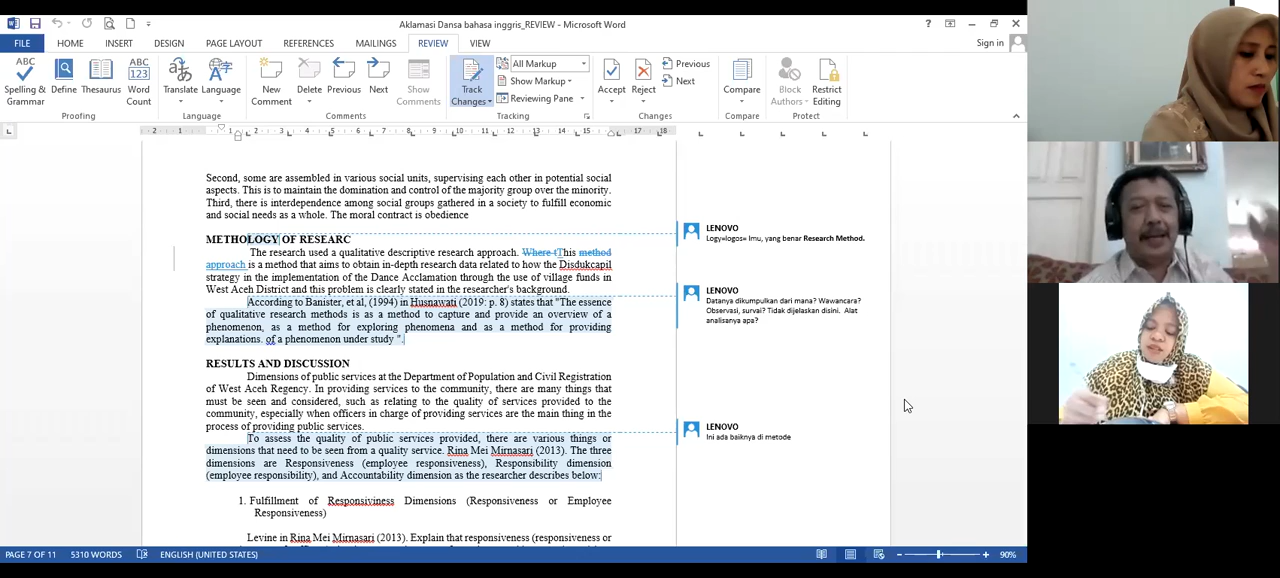 Aklamasi Dansa bahasa inggris_REVIEW - Microsoft Word
FILE HOME INSERT DESIGN PAGE LAYOUT REFERENCES MAILINGS REVIEW VIEW Sign in
Spelling & Grammar Define Thesaurus Word Count Translate Language New Comment Delete Previous Next Show Comments Track Changes All Markup Show Markup Reviewing Pane Accept Reject Previous Next Compare Block Authors Restrict Editing
Proofing Language Comments Tracking Changes Compare Protect
Second, some are assembled in various social units, supervising each other in potential social
aspects. This is to maintain the domination and control of the majority group over the minority.
Third, there is interdependence among social groups gathered in a society to fulfill economic
and social needs as a whole. The moral contract is obedience
METHOLOGY OF RESEARC
The research used a qualitative descriptive research approach. Where tThis method
approach is a method that aims to obtain in-depth research data related to how the Disdukcapil
strategy in the implementation of the Dance Acclamation through the use of village funds in
West Aceh District and this problem is clearly stated in the researcher's background.
According to Banister, et.al, (1994) in Husnawati (2019: p. 8) states that "The essence
of qualitative research methods is as a method to capture and provide an overview of a
phenomenon, as a method for exploring phenomena and as a method for providing
explanations. of a phenomenon under study ".
RESULTS AND DISCUSSION
Dimensions of public services at the Department of Population and Civil Registration
of West Aceh Regency. In providing services to the community, there are many things that
must be seen and considered, such as relating to the quality of services provided to the
community, especially when officers in charge of providing services are the main thing in the
process of providing public services.
To assess the quality of public services provided, there are various things or
dimensions that need to be seen from a quality service. Rina Mei Mirnasari (2013). The three
dimensions are Responsiveness (employee responsiveness), Responsibility dimension
(employee responsibility), and Accountability dimension as the researcher describes below:
1. Fulfillment of Responsiviness Dimensions (Responsiveness or Employee
Responsiveness)
Levine in Rina Mei Mirnasari (2013). Explain that responsiveness (responsiveness or
LENOVO
Logy=logos= Imu, yang benar Research Method.
LENOVO
Datanya dikumpulkan dari mana? Wawancara?
Observasi, survai? Tidak dijelaskan disini. Alat
analisanya apa?
LENOVO
Ini ada baiknya di metode
PAGE 7 OF 11 5310 WORDS ENGLISH (UNITED STATES) 90%